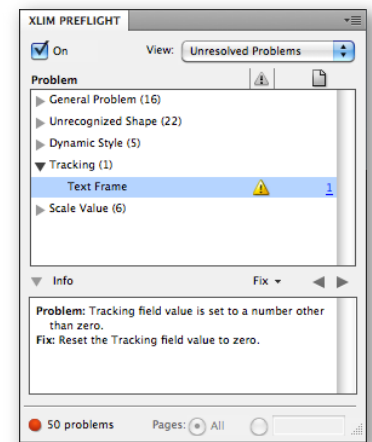 XLIM PREFLIGHT
On View: Unresolved Problems
Problem
General Problem (16)
Unrecognized Shape (22)
Dynamic Style (5)
Tracking (1)
Text Frame 1
Scale Value (6)
Info Fix
Problem: Tracking field value is set to a number other
than zero.
Fix: Reset the Tracking field value to zero.
50 problems Pages: All